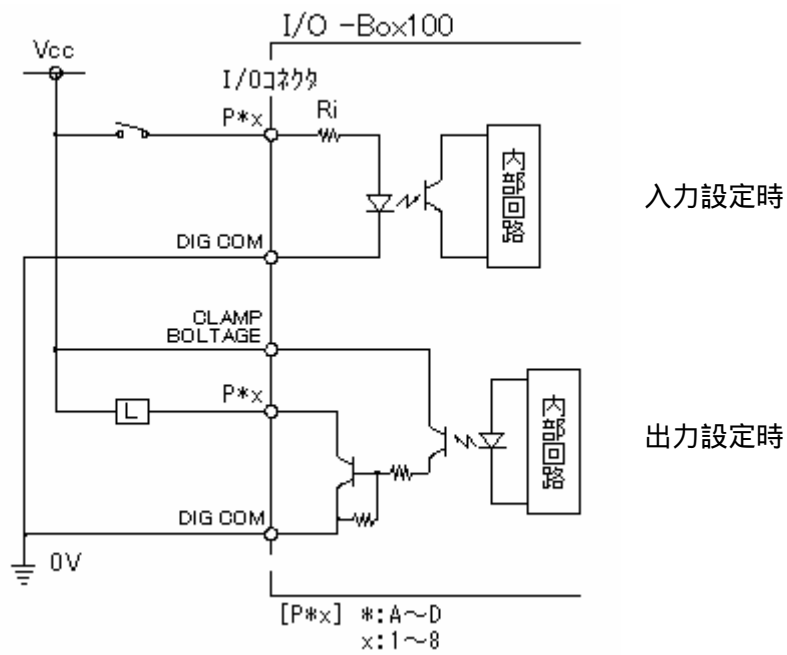 I/O -Box100
Vcc
I/Oコネクタ
P*x
Ri
内部回路
入力設定時
DIG COM
CLAMP
BOLTAGE
P*x
L
内部回路
出力設定時
DIG COM
0V
[P*x] *:A～D
x:1～8